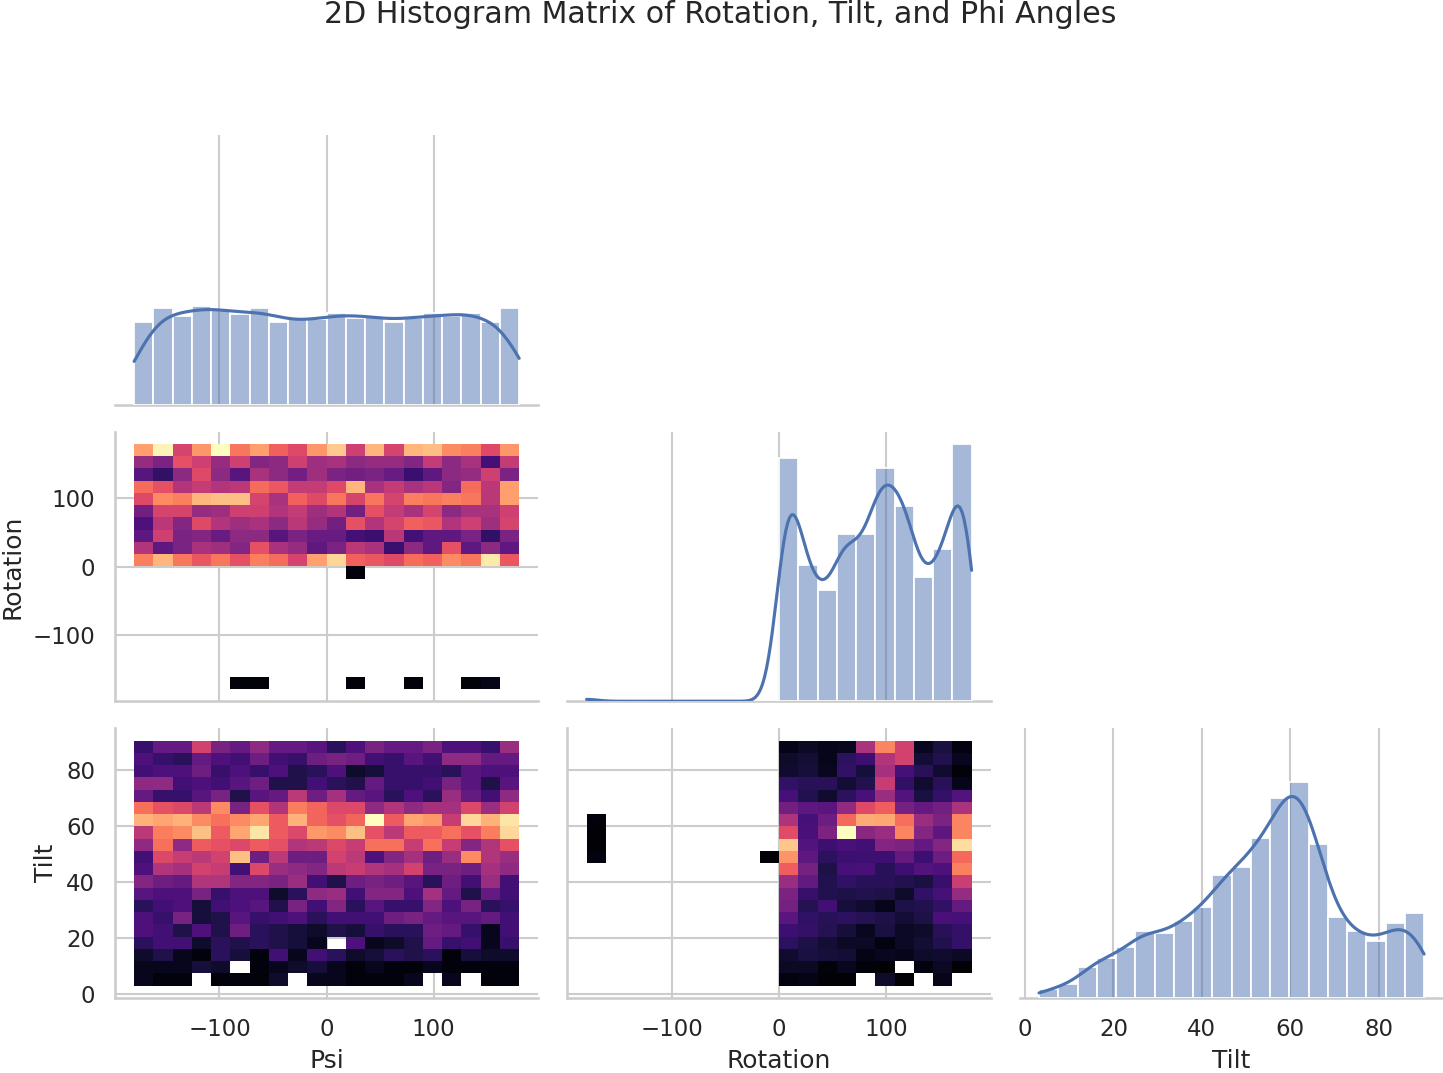 2D Histogram Matrix of Rotation, Tilt, and Phi Angles
Rotation
100
0
−100
Tilt
80
60
40
20
0
−100 0 100
−100 0 100
0 20 40 60 80
Psi
Rotation
Tilt